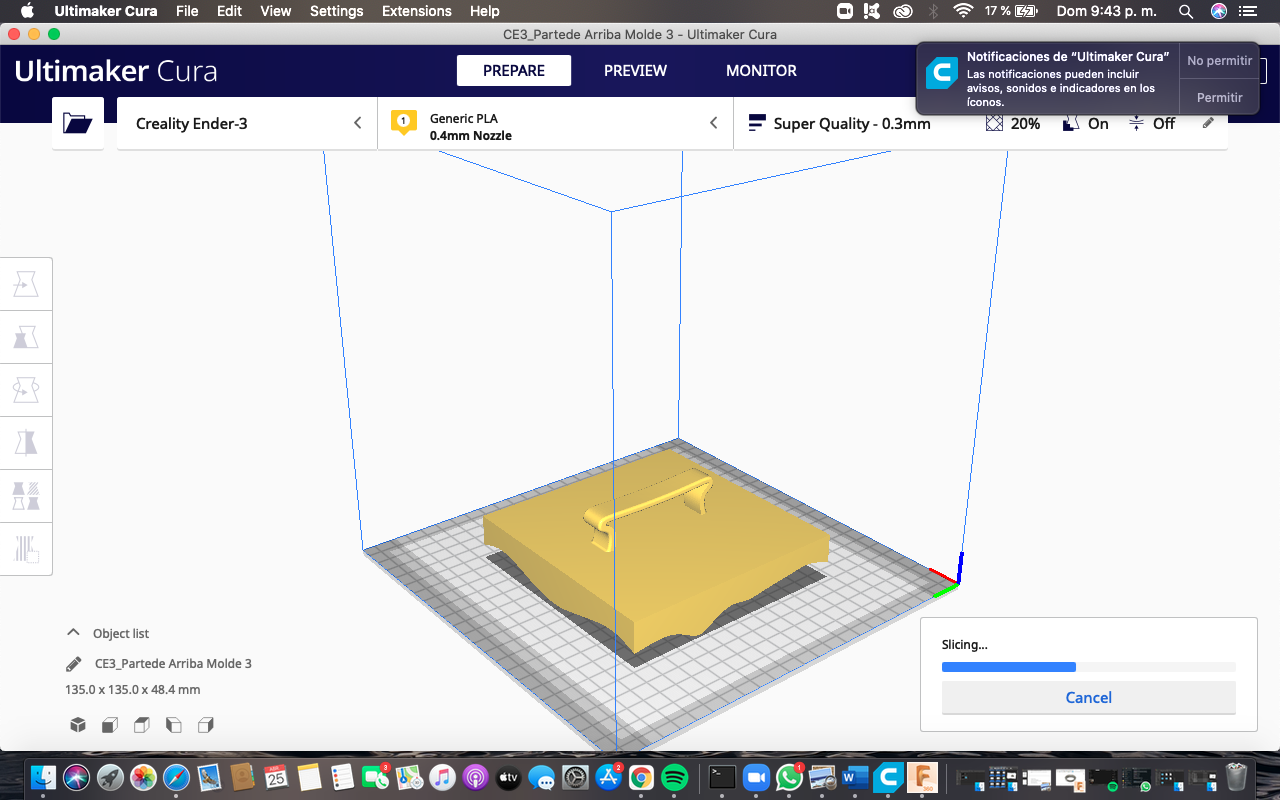 Ultimaker Cura File Edit View Settings Extensions Help 17 % Dom 9:43 p. m.
CE3_Partede Arriba Molde 3 - Ultimaker Cura
Ultimaker Cura PREPARE PREVIEW MONITOR
Notificaciones de “Ultimaker Cura”
Las notificaciones pueden incluir
avisos, sonidos e indicadores en los
íconos.
No permitir
Permitir
Creality Ender-3
1
Generic PLA
0.4mm Nozzle
Super Quality - 0.3mm 20% On Off
Object list
CE3_Partede Arriba Molde 3
135.0 x 135.0 x 48.4 mm
Slicing...
Cancel
3
ABR
25
tv
2
1
W
C
F
360